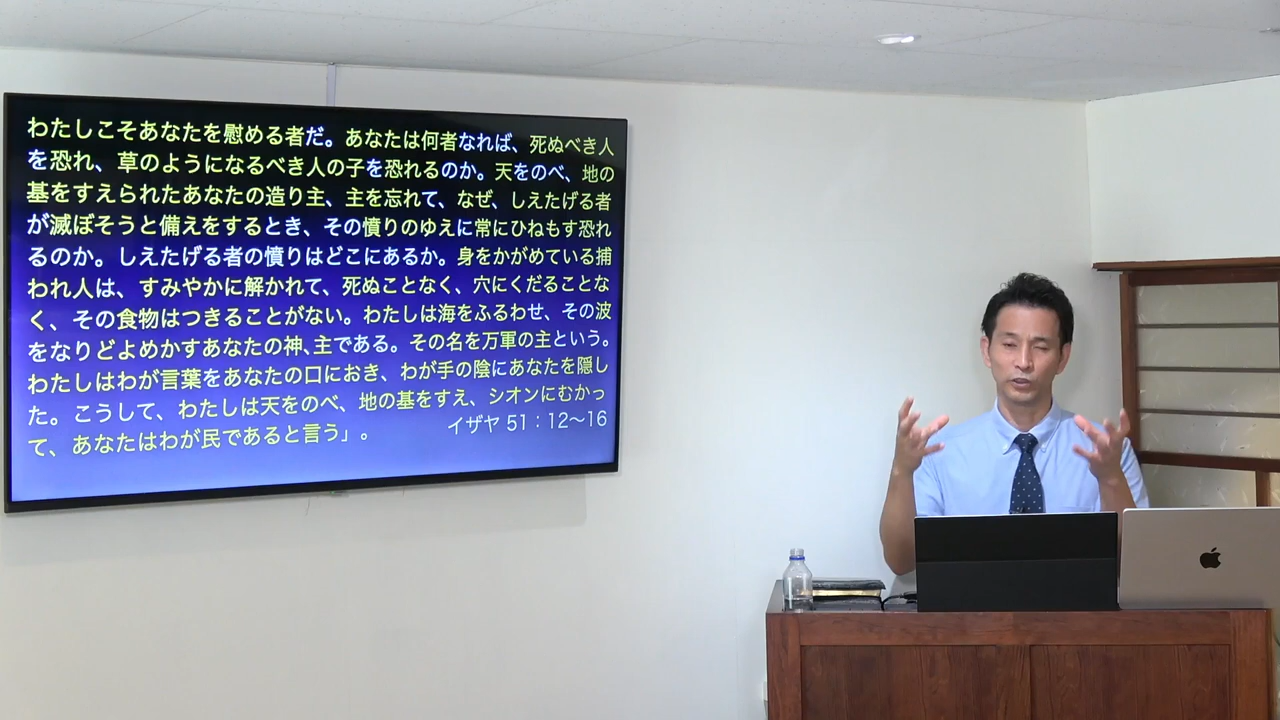 わたしこそあなたを慰める者だ。あなたは何者なれば、死ぬべき人
を恐れ、草のようになるべき人の子を恐れるのか。天をのべ、地の
基をすえられたあなたの造り主、主を忘れて、なぜ、しえたげる者
が滅ぼそうと備えをするとき、その憤りのゆえに常にひねもす恐れ
るのか。しえたげる者の憤りはどこにあるか。身をかがめている捕
われ人は、すみやかに解かれて、死ぬことなく、穴にくだることな
く、その食物はつきることがない。わたしは海をふるわせ、その波
をなりどよめかすあなたの神、主である。その名を万軍の主という。
わたしはわが言葉をあなたの口におき、わが手の陰にあなたを隠し
た。こうして、わたしは天をのべ、地の基をすえ、シオンにむかっ
て、あなたはわが民であると言う」。
イザヤ 51：12～16